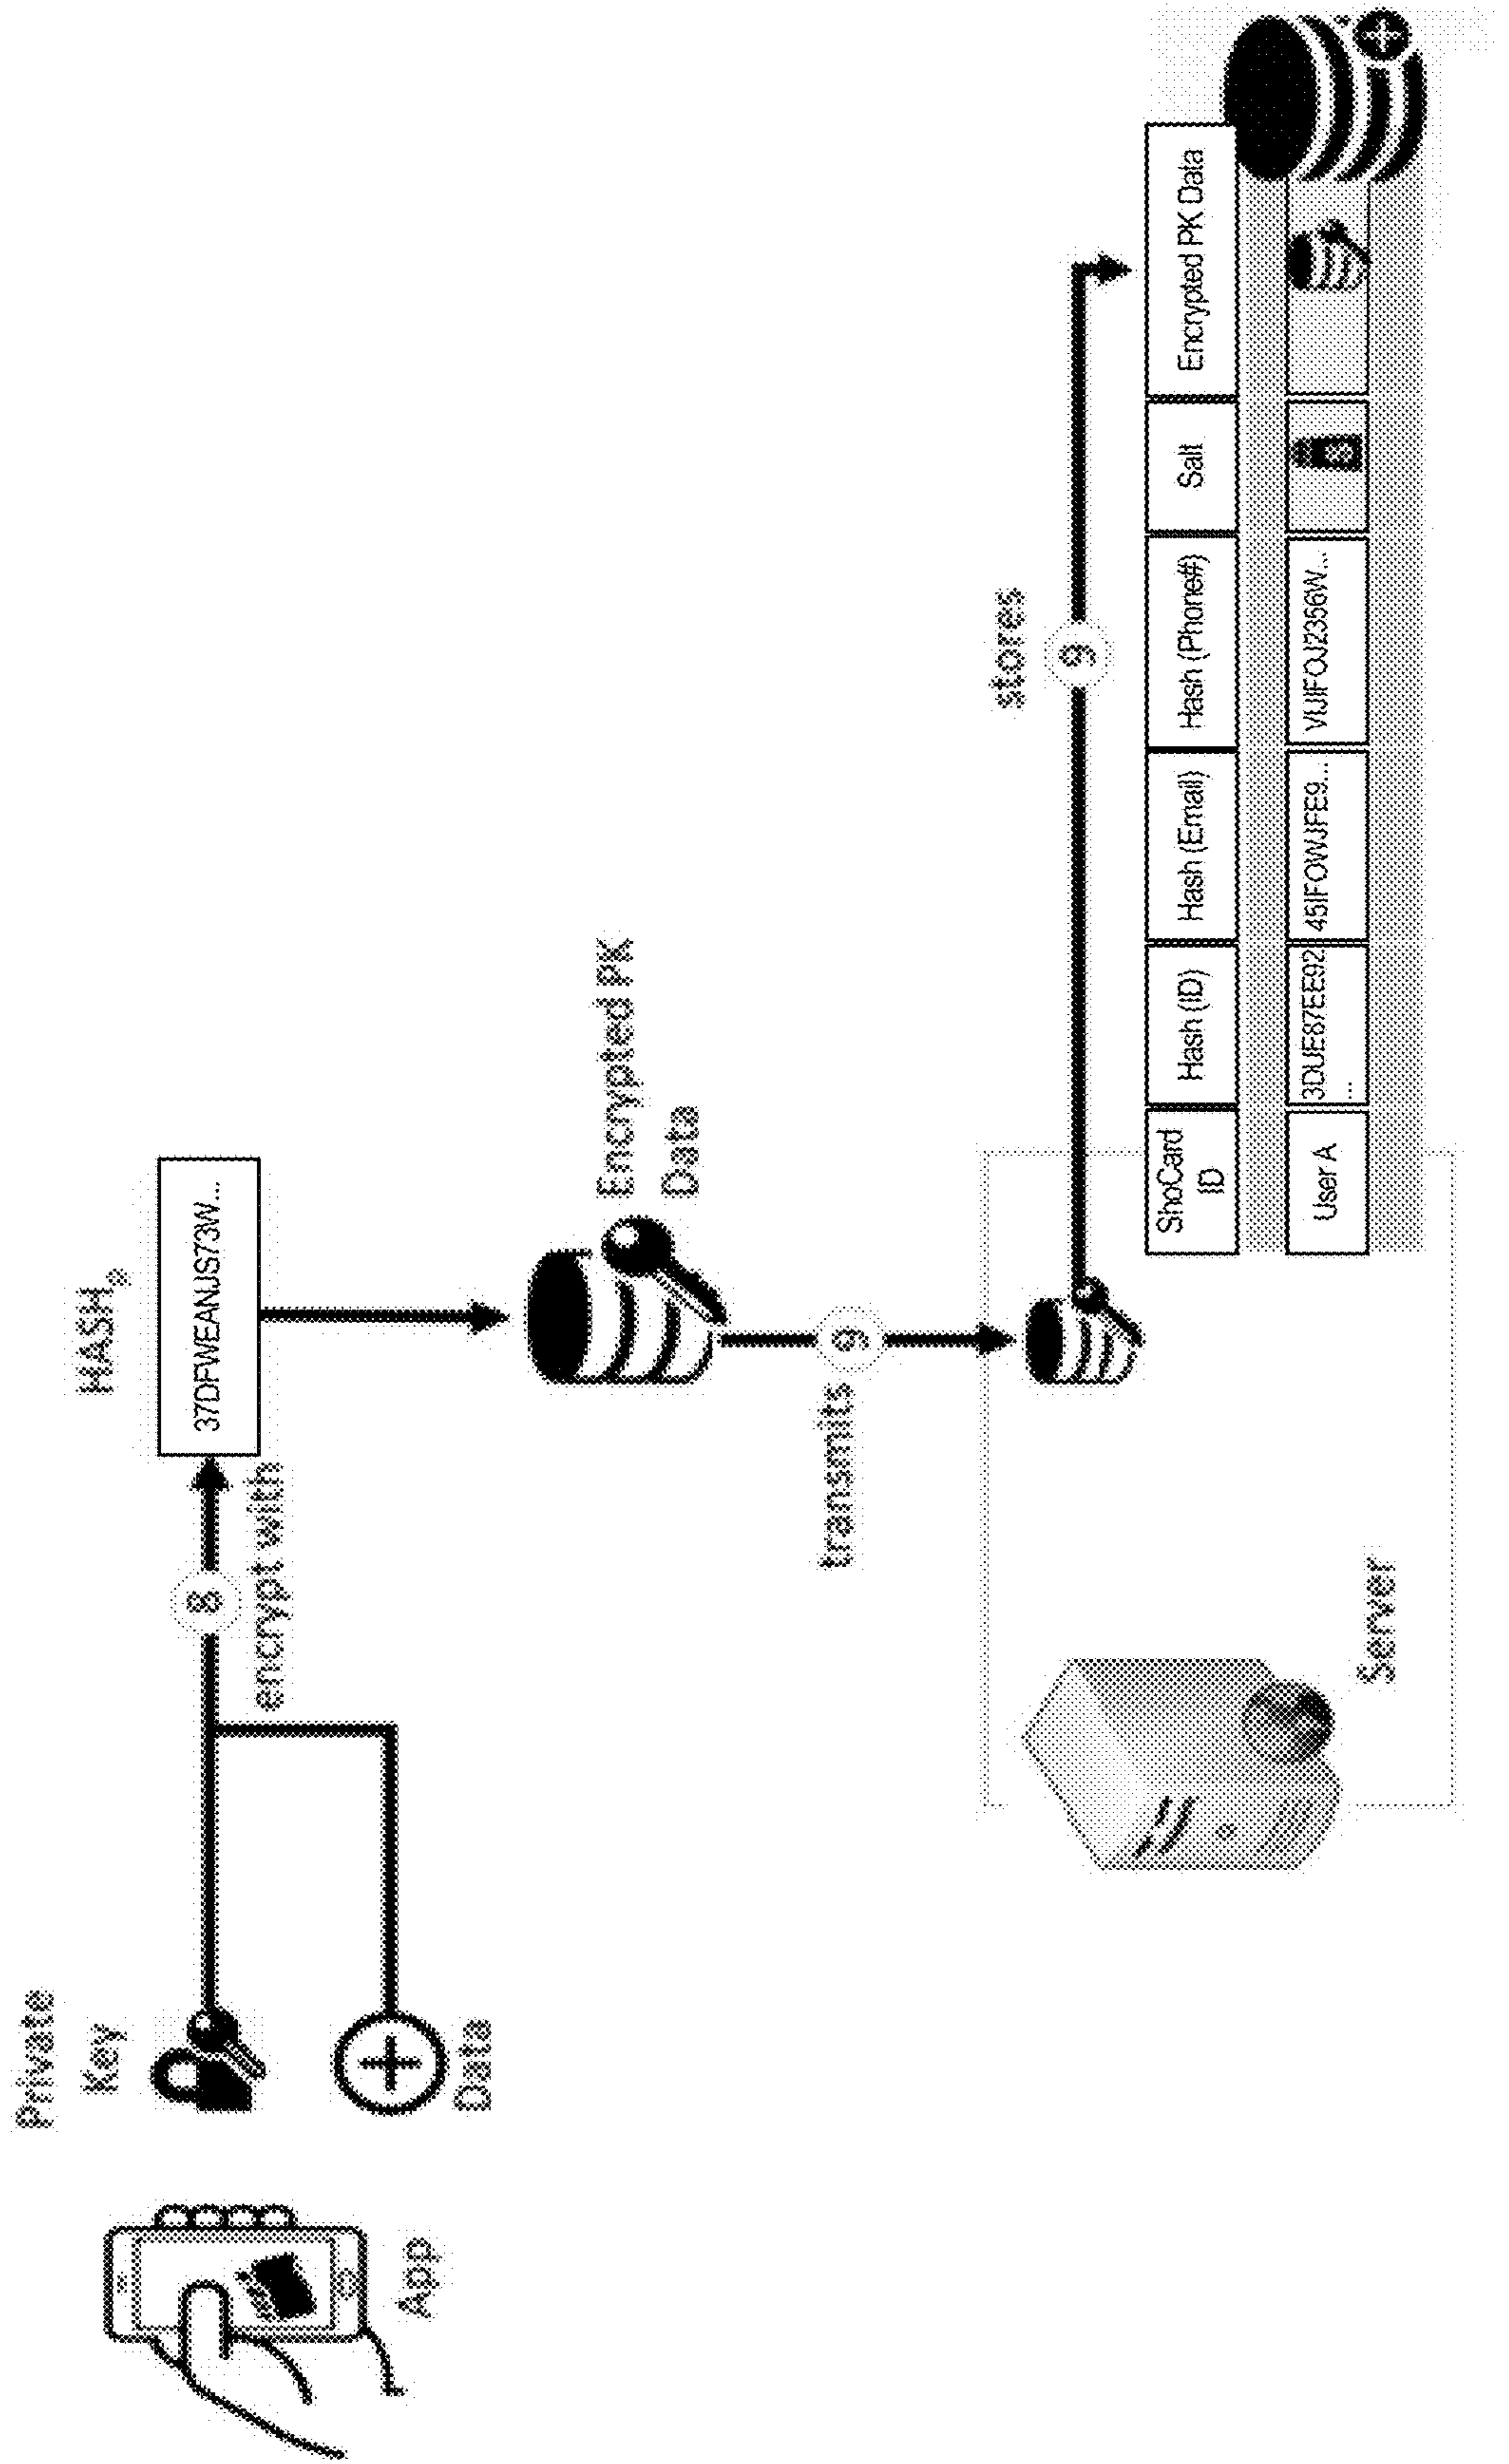 Private
Key
HASH
37DFWEANJS73W...
8
encrypt with
App
Data
Encrypted PK
Data
transmits
9
stores
9
Server
ShoCard
ID
Hash (ID)
Hash (Email)
Hash (Phone#)
Salt
Encrypted PK Data
User A
3DUE87EE92
...
45IFOWJFE9...
VIJIFOJ2356W...